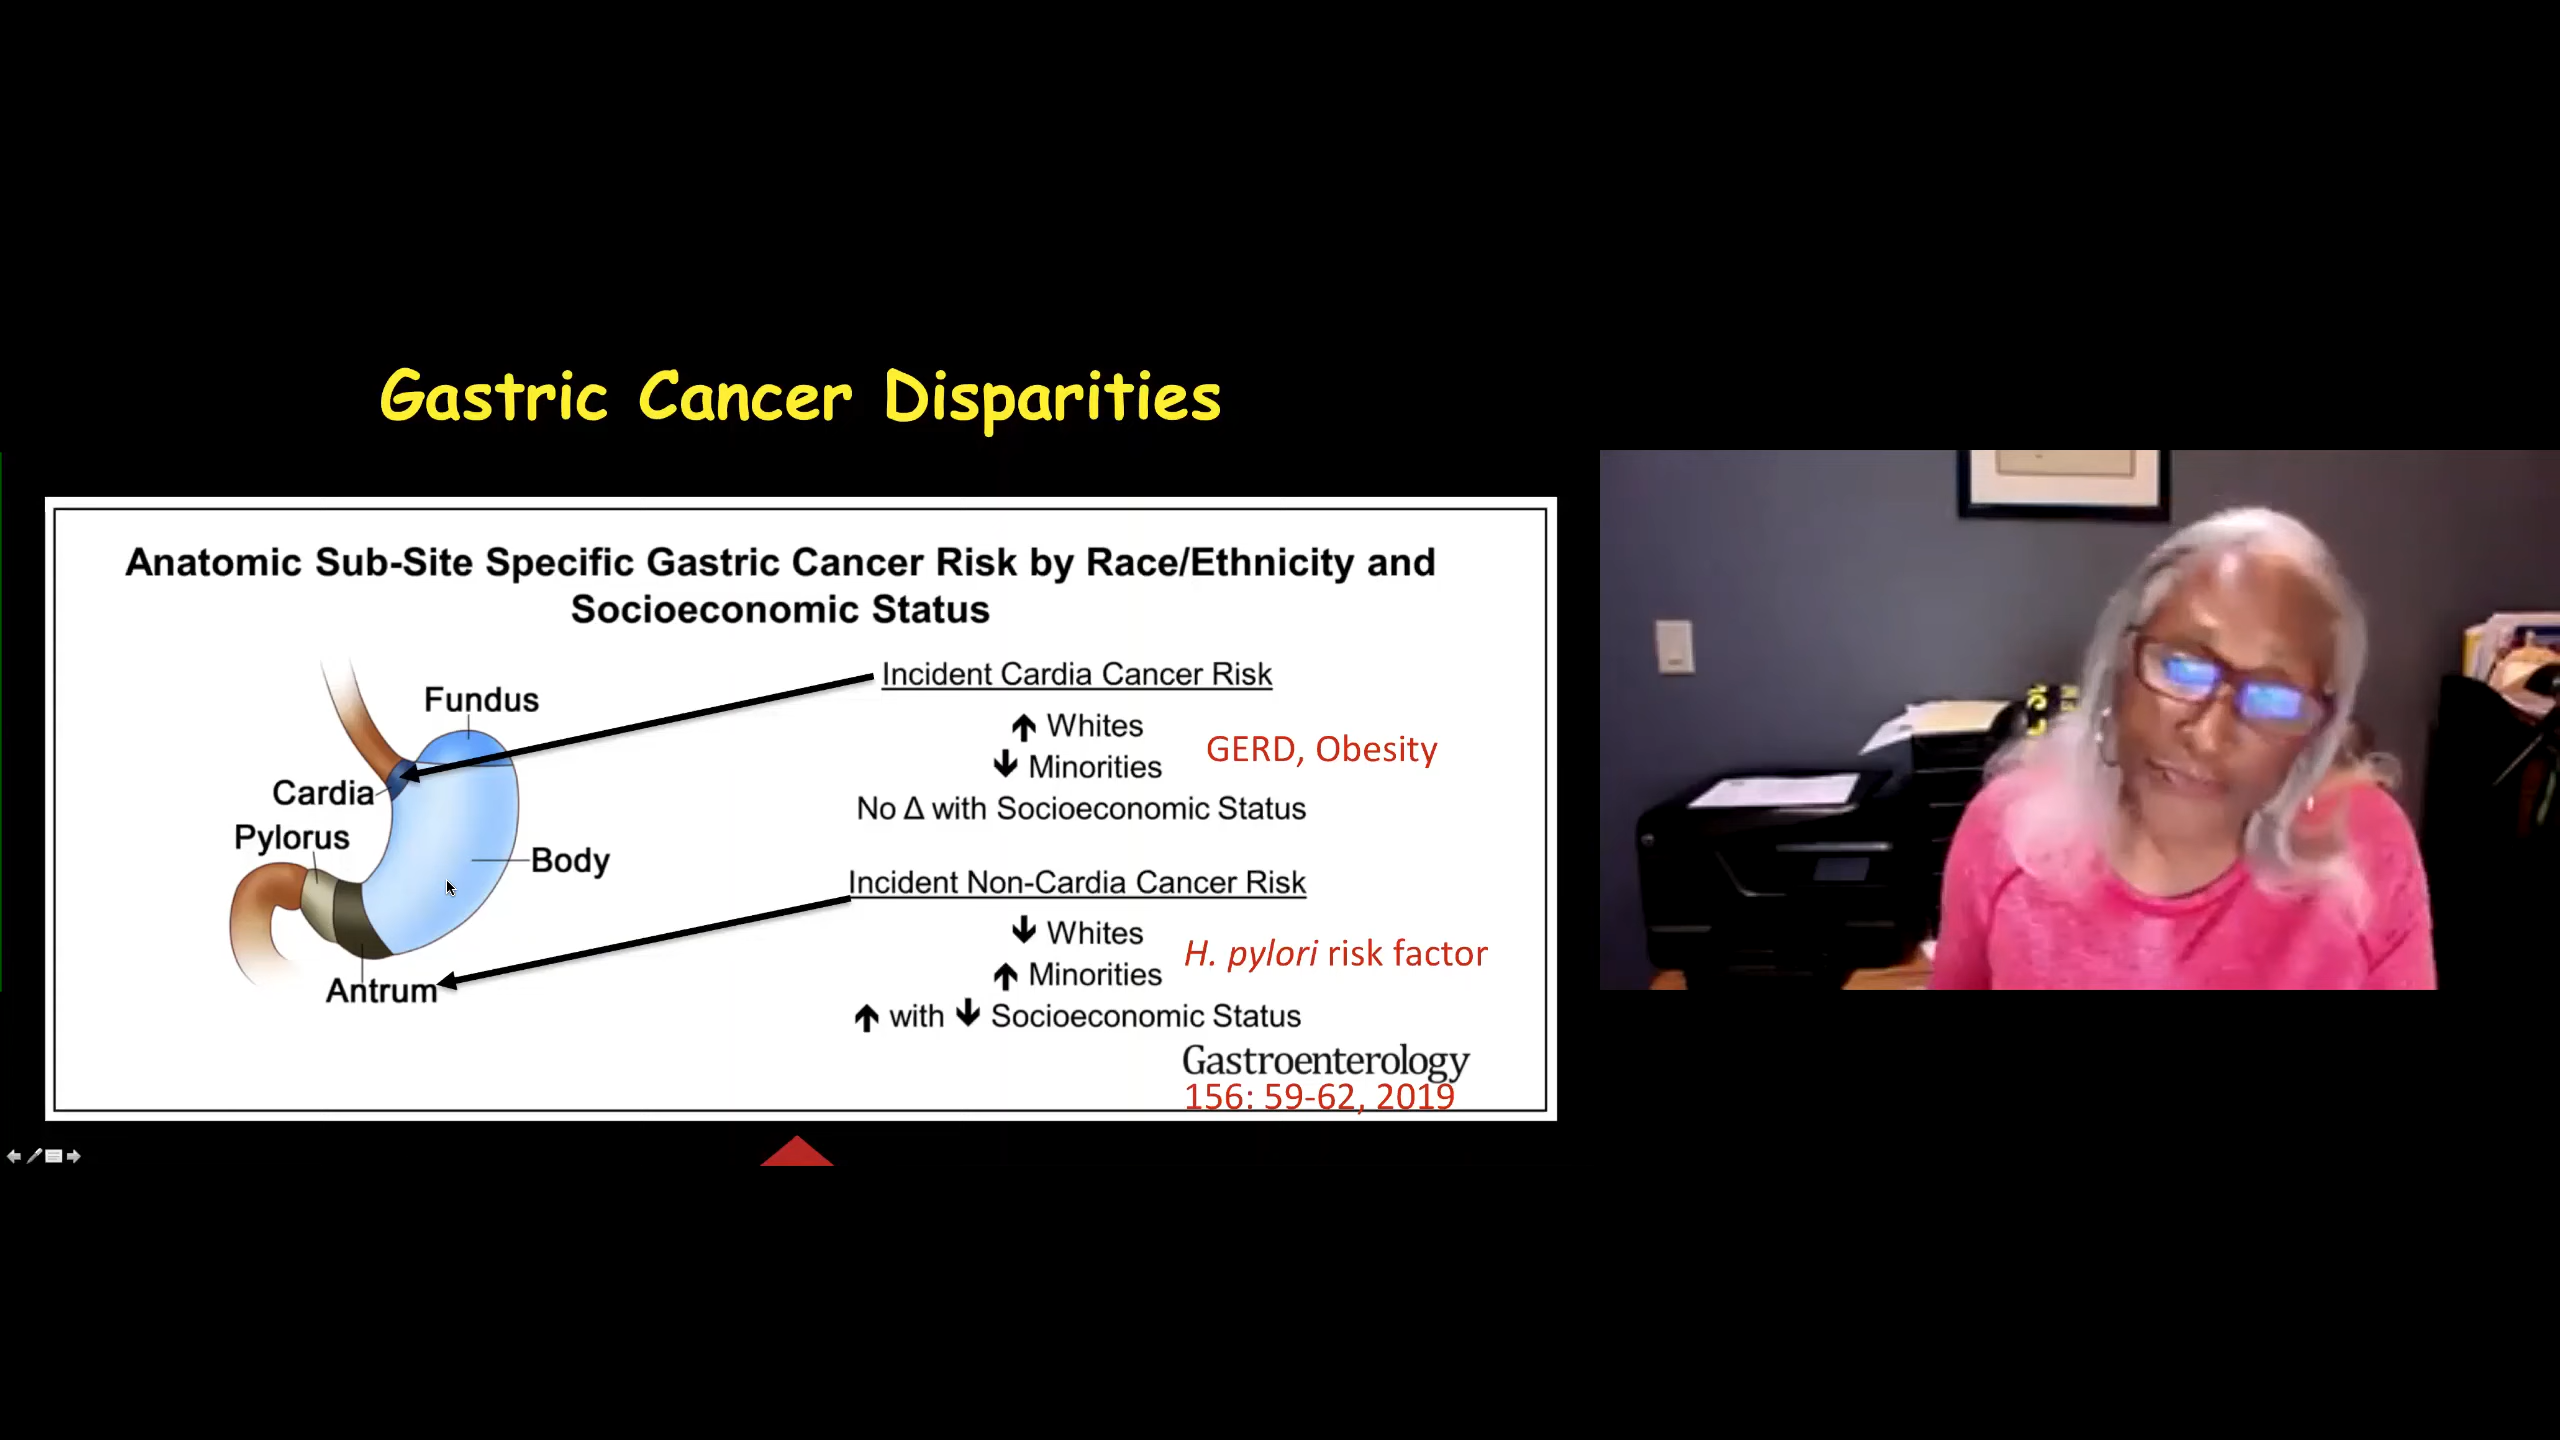 Gastric Cancer Disparities
Anatomic Sub-Site Specific Gastric Cancer Risk by Race/Ethnicity and
Socioeconomic Status
Fundus
Cardia
Pylorus
Body
Antrum
Incident Cardia Cancer Risk
↑ Whites
↓ Minorities
GERD, Obesity
No Δ with Socioeconomic Status
Incident Non-Cardia Cancer Risk
↓ Whites
↑ Minorities
H. pylori risk factor
↑ with ↓ Socioeconomic Status
Gastroenterology
156: 59-62, 2019